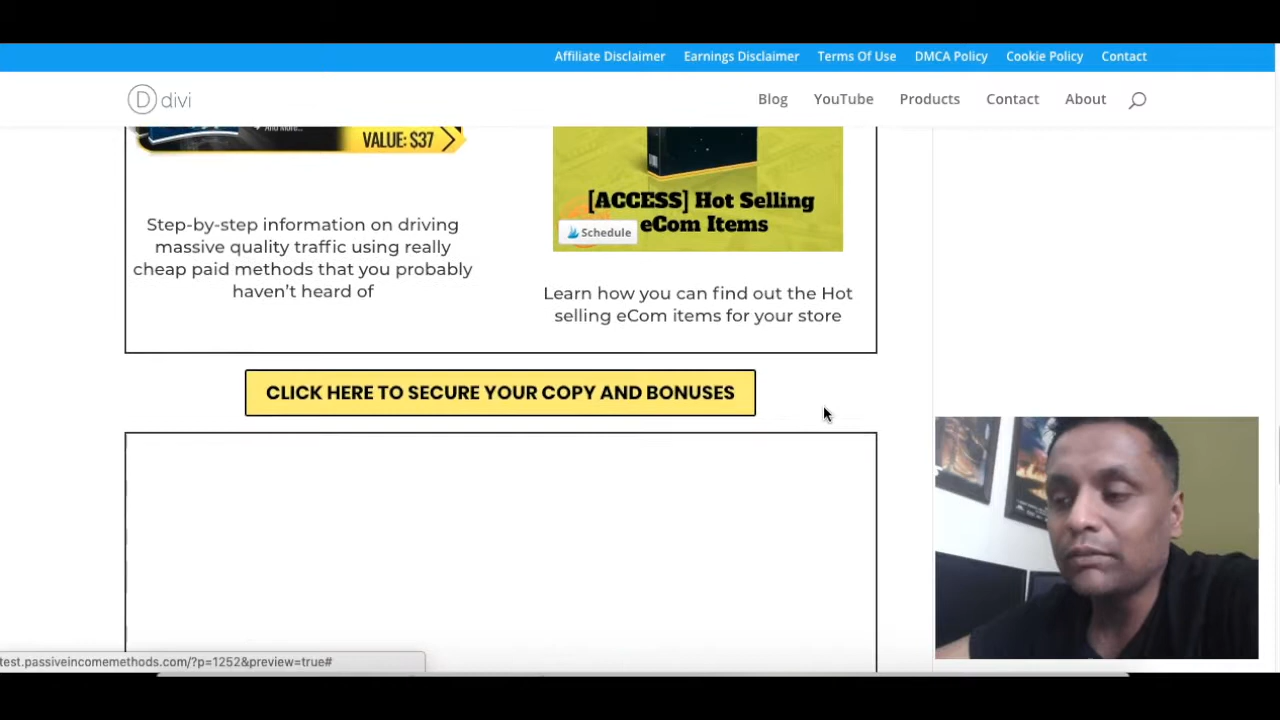 Affiliate Disclaimer Earnings Disclaimer Terms Of Use DMCA Policy Cookie Policy Contact
D divi
Blog YouTube Products Contact About
And More...
VALUE: $37
[ACCESS] Hot Selling
eCom Items
Schedule
Step-by-step information on driving
massive quality traffic using really
cheap paid methods that you probably
haven't heard of
Learn how you can find out the Hot
selling eCom items for your store
CLICK HERE TO SECURE YOUR COPY AND BONUSES
test.passiveincomemethods.com/?p=1252&preview=true#